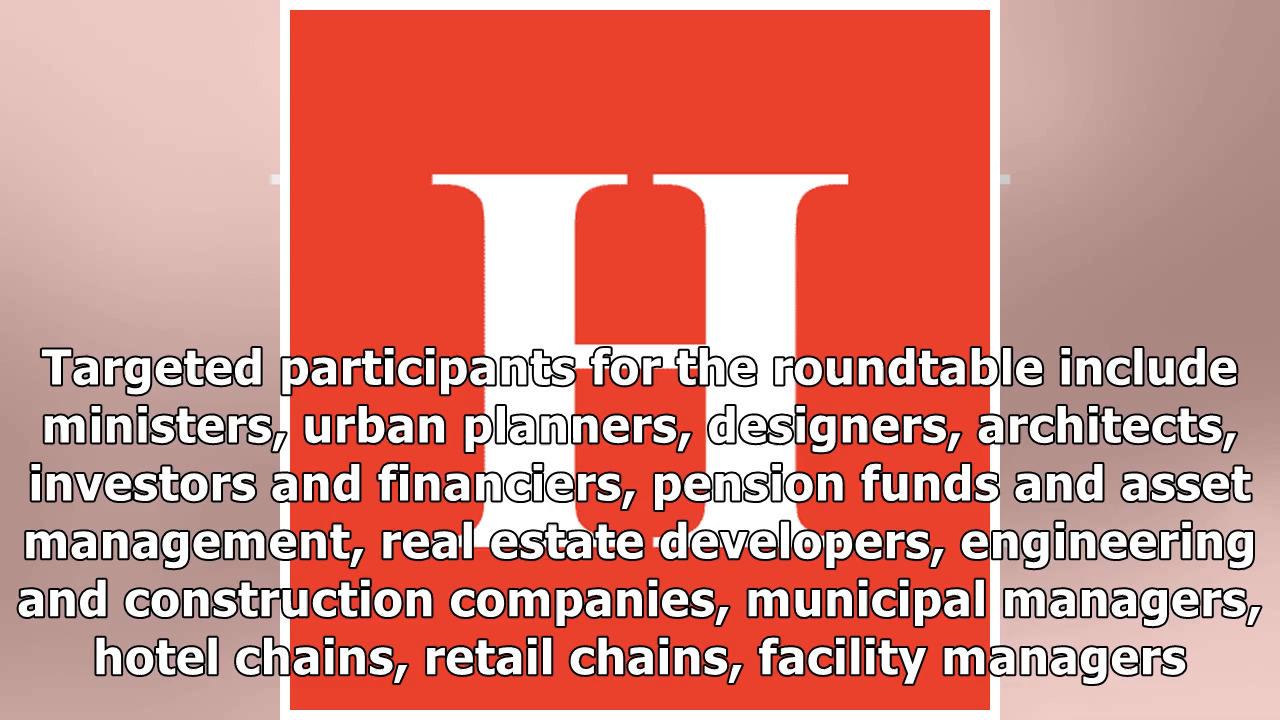 H
Targeted participants for the roundtable include
ministers, urban planners, designers, architects,
investors and financiers, pension funds and asset
management, real estate developers, engineering
and construction companies, municipal managers,
hotel chains, retail chains, facility managers